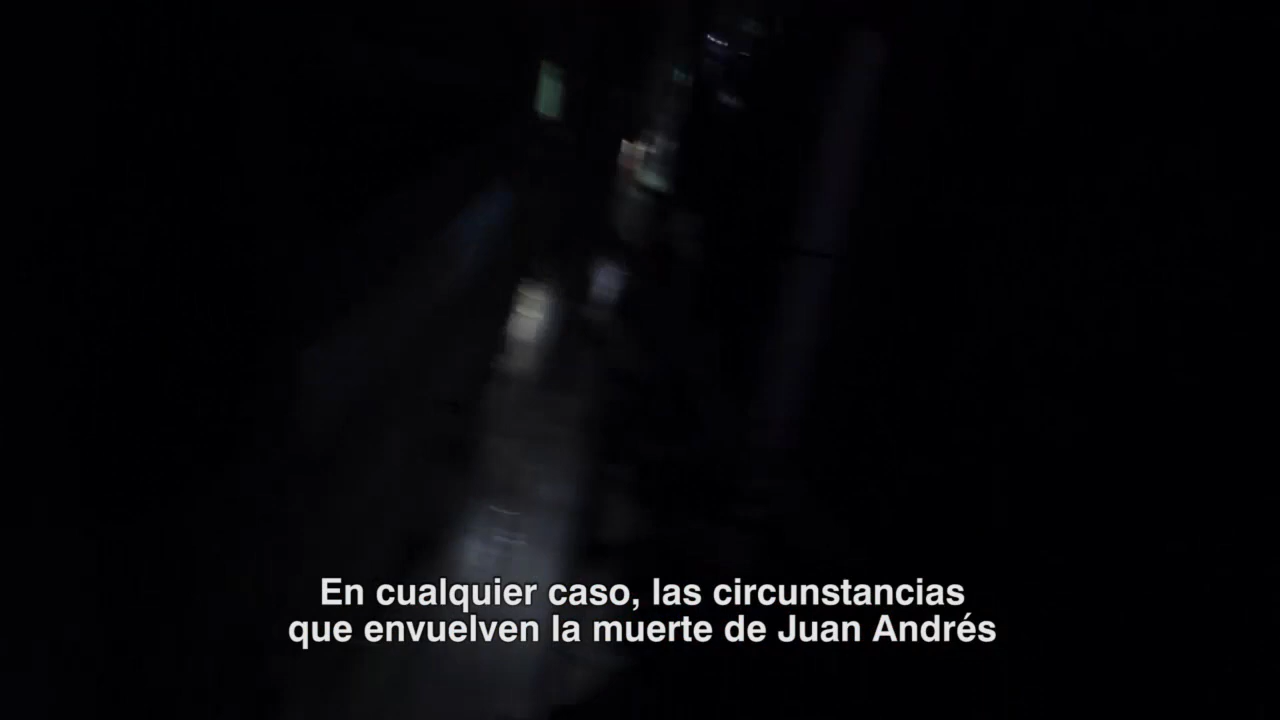 En cualquier caso, las circunstancias
que envuelven la muerte de Juan Andrés